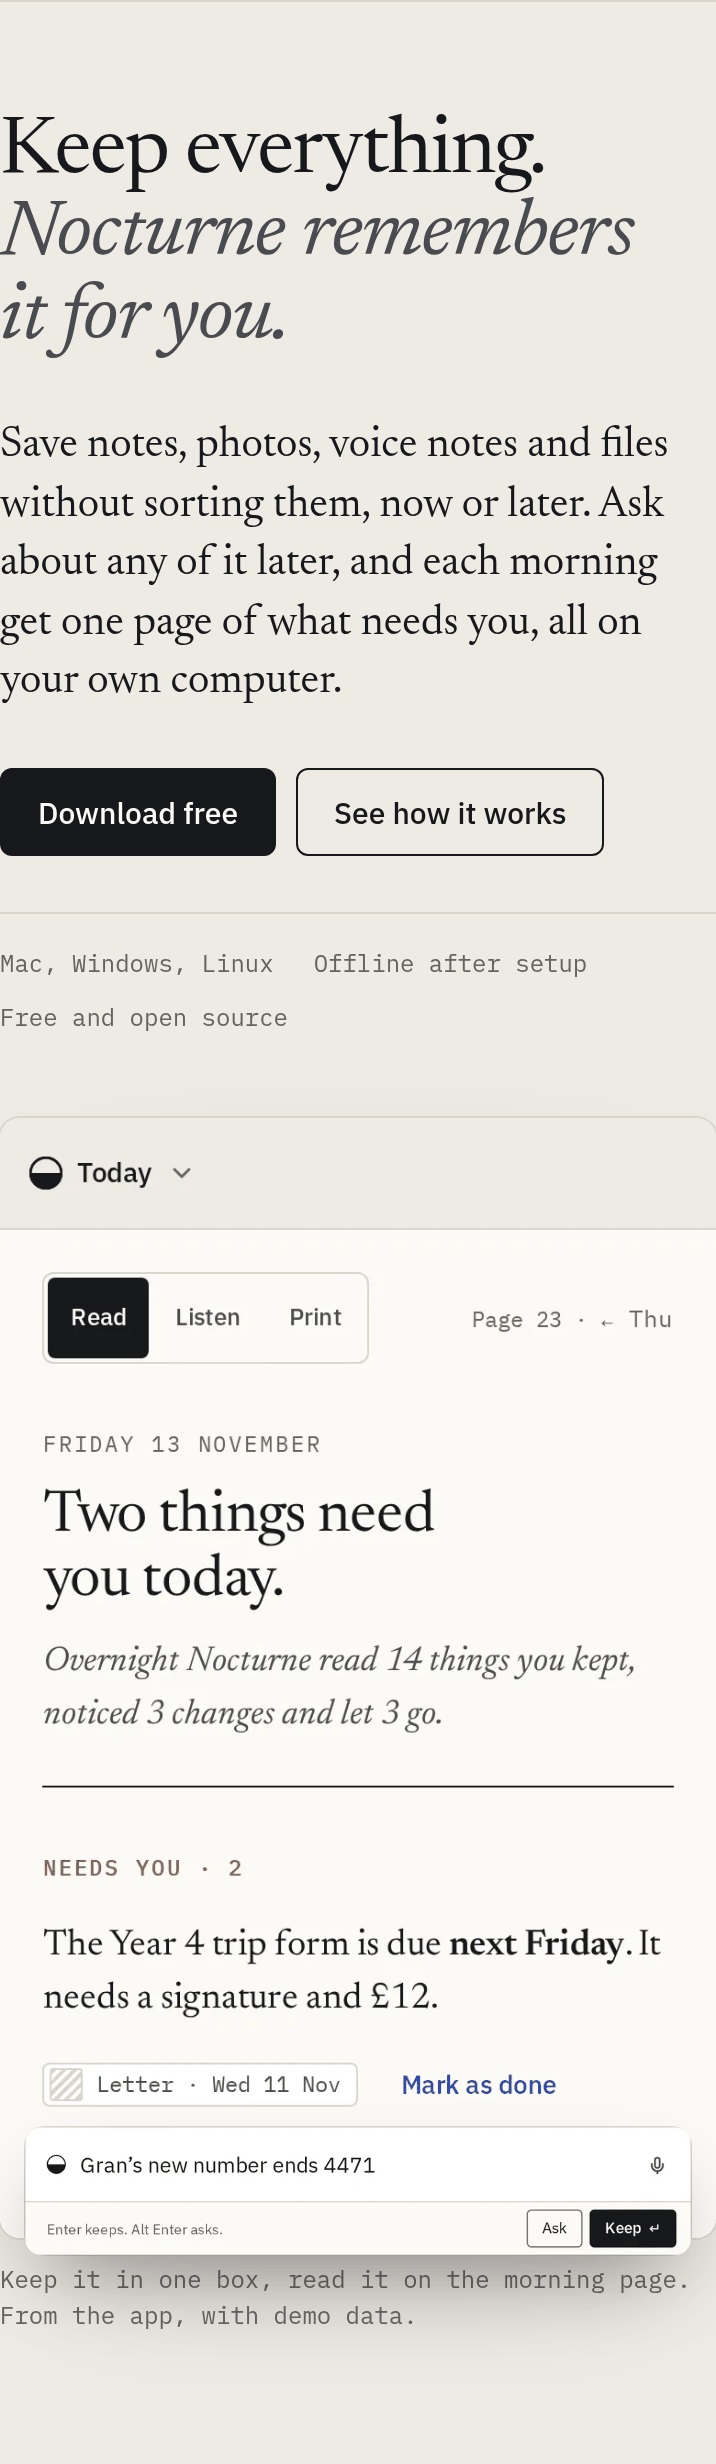 Keep everything.
Nocturne remembers
it for you.
Save notes, photos, voice notes and files
without sorting them, now or later. Ask
about any of it later, and each morning
get one page of what needs you, all on
your own computer.
Download free
See how it works
Mac, Windows, Linux
Offline after setup
Free and open source
Today
Read
Listen
Print
Page 23 · ← Thu
FRIDAY 13 NOVEMBER
Two things need
you today.
Overnight Nocturne read 14 things you kept,
noticed 3 changes and let 3 go.
NEEDS YOU · 2
The Year 4 trip form is due next Friday. It
needs a signature and £12.
Letter · Wed 11 Nov
Mark as done
Gran’s new number ends 4471
Enter keeps. Alt Enter asks.
Ask
Keep ↵
Keep it in one box, read it on the morning page.
From the app, with demo data.